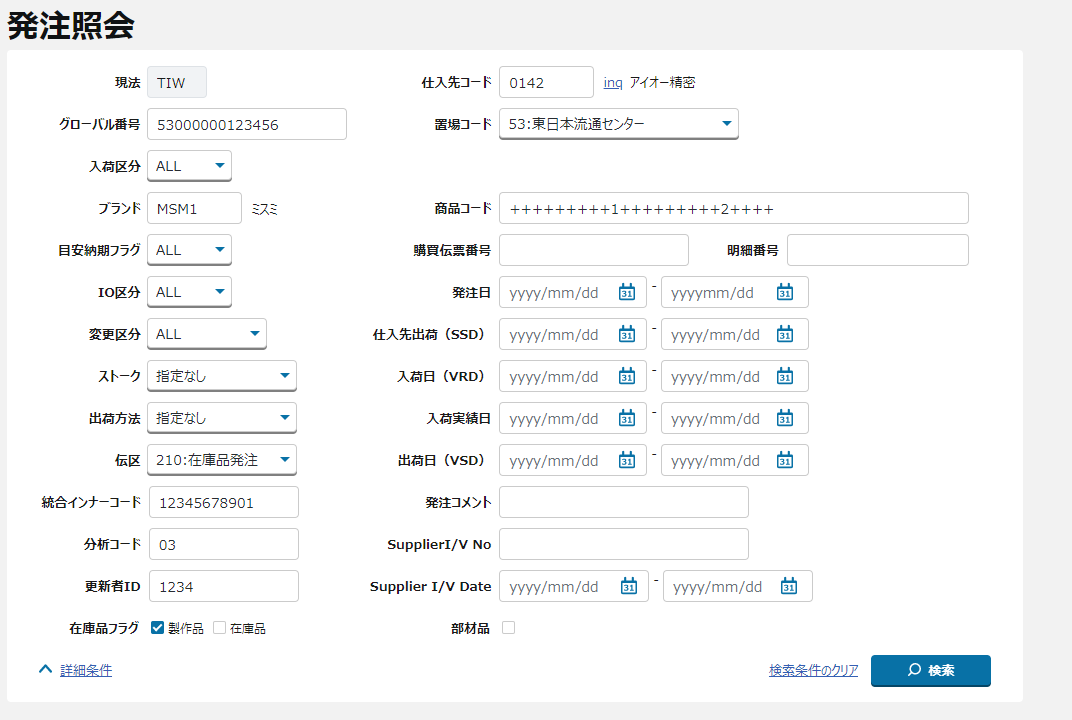 発注照会
現法 TIW 仕入先コード 0142 inq アイオー精密
グローバル番号 53000000123456 置場コード 53:東日本流通センター
入荷区分 ALL
ブランド MSM1 ミスミ 商品コード +++++++++1+++++++++2++++
目安納期フラグ ALL 購買伝票番号 明細番号
IO区分 ALL 発注日 yyyy/mm/dd 31 - yyyymm/dd 31
変更区分 ALL 仕入先出荷（SSD） yyyy/mm/dd 31 - yyyy/mm/dd 31
ストーク 指定なし 入荷日（VRD） yyyy/mm/dd 31 - yyyy/mm/dd 31
出荷方法 指定なし 入荷実績日 yyyy/mm/dd 31 - yyyy/mm/dd 31
伝区 210:在庫品発注 出荷日（VSD） yyyy/mm/dd 31 - yyyy/mm/dd 31
統合インナーコード 12345678901 発注コメント
分析コード 03 SupplierI/V No
更新者ID 1234 Supplier I/V Date yyyy/mm/dd 31 - yyyy/mm/dd 31
在庫品フラグ 製作品 在庫品 部材品
詳細条件 検索条件のクリア 検索